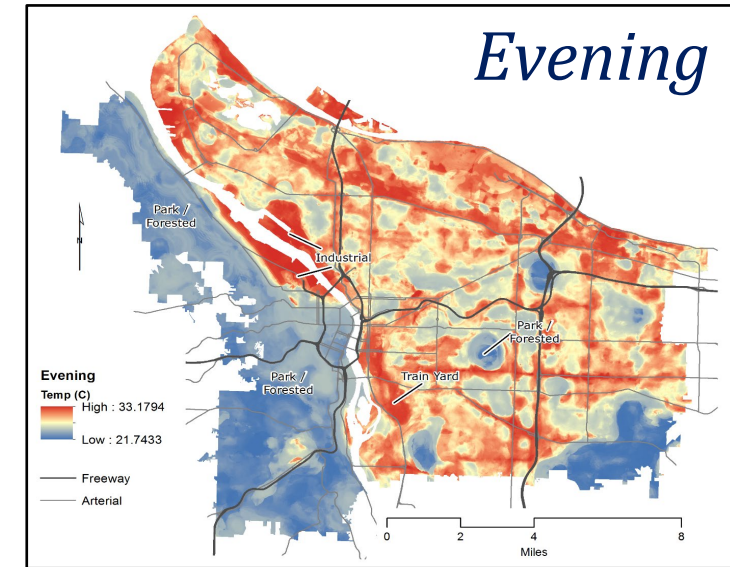 Evening
Park /
Forested
N
Industrial
Park /
Forested
Park /
Forested
Train Yard
Evening
Temp (C)
High : 33.1794
Low : 21.7433
Freeway
Arterial
0 2 4 8
Miles